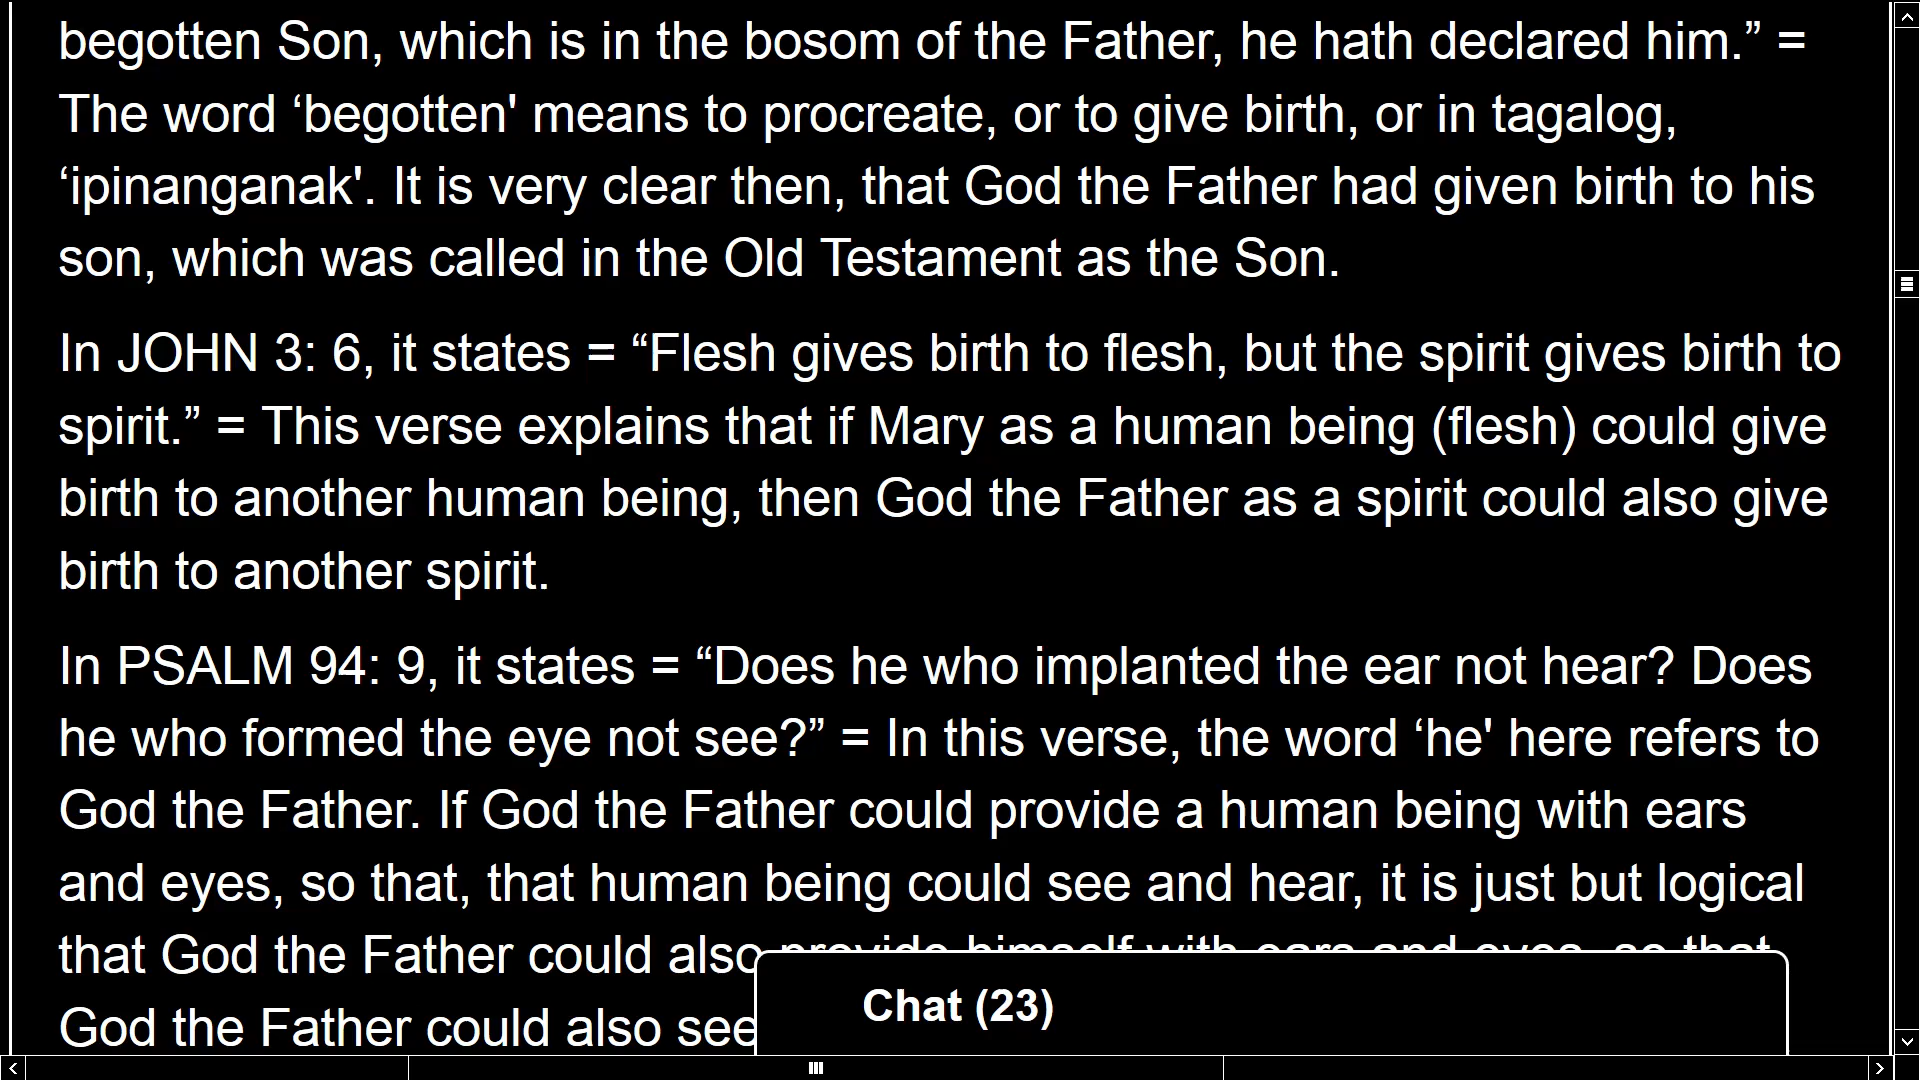 begotten Son, which is in the bosom of the Father, he hath declared him.” =
The word ‘begotten' means to procreate, or to give birth, or in tagalog,
‘ipinanganak'. It is very clear then, that God the Father had given birth to his
son, which was called in the Old Testament as the Son.
In JOHN 3: 6, it states = “Flesh gives birth to flesh, but the spirit gives birth to
spirit.” = This verse explains that if Mary as a human being (flesh) could give
birth to another human being, then God the Father as a spirit could also give
birth to another spirit.
In PSALM 94: 9, it states = “Does he who implanted the ear not hear? Does
he who formed the eye not see?” = In this verse, the word ‘he' here refers to
God the Father. If God the Father could provide a human being with ears
and eyes, so that, that human being could see and hear, it is just but logical
that God the Father could also provide himself with ears and eyes, so that
God the Father could also see
Chat (23)